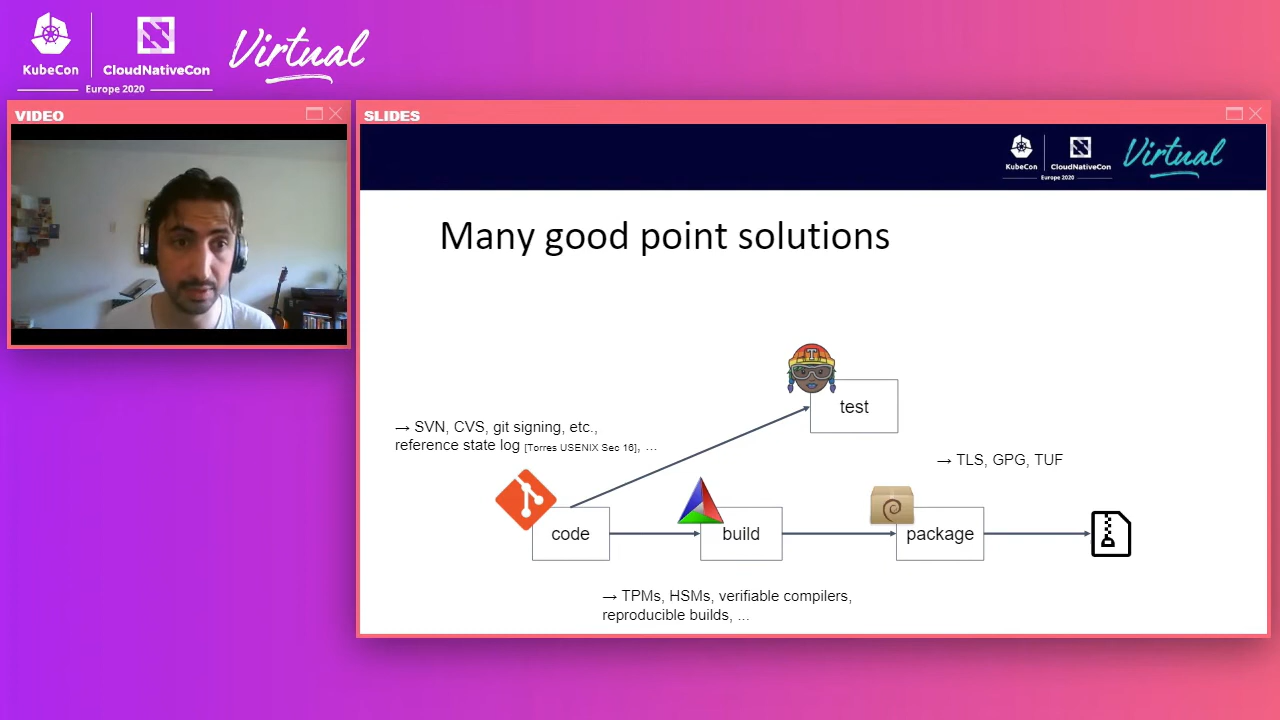 KubeCon
CloudNativeCon
Europe 2020
Virtual
VIDEO
SLIDES
KubeCon
CloudNativeCon
Europe 2020
Virtual
Many good point solutions
T
test
→ SVN, CVS, git signing, etc.,
reference state log [Torres USENIX Sec 16], ...
→ TLS, GPG, TUF
code
build
package
→ TPMs, HSMs, verifiable compilers,
reproducible builds, ...